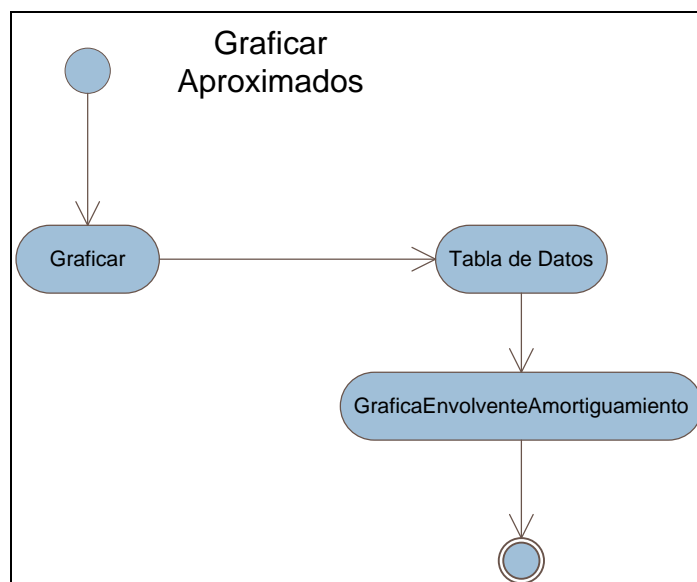 Graficar
Aproximados
Graficar
Tabla de Datos
GraficaEnvolventeAmortiguamiento